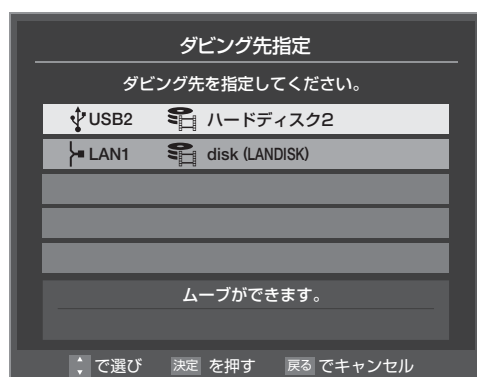 ダビング先指定
ダビング先を指定してください。
USB2 ハードディスク2
LAN1 disk (LANDISK)
ムーブができます。
で選び 決定 を押す 戻る でキャンセル